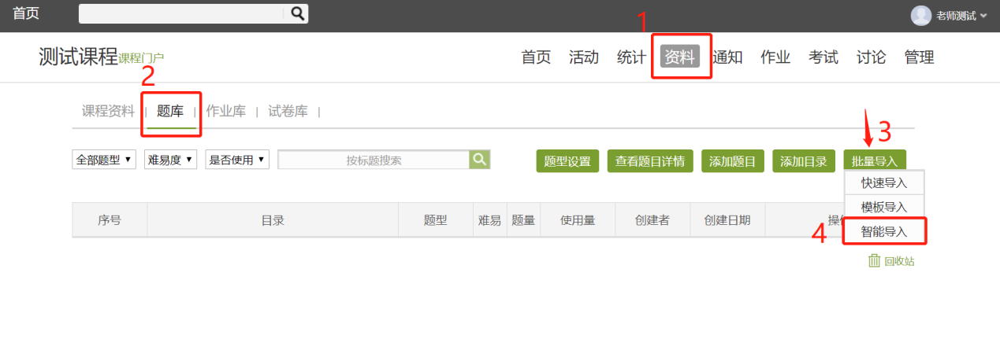 首页
老师测试
1
测试课程 课程门户
首页 活动 统计 资料 通知 作业 考试 讨论 管理
2
课程资料 | 题库 | 作业库 | 试卷库 |
3
全部题型 难易度 是否使用 按标题搜索 题型设置 查看题目详情 添加题目 添加目录 批量导入
快速导入
模板导入
序号 目录 题型 难易 题量 使用量 创建者 创建日期
4 智能导入
回收站